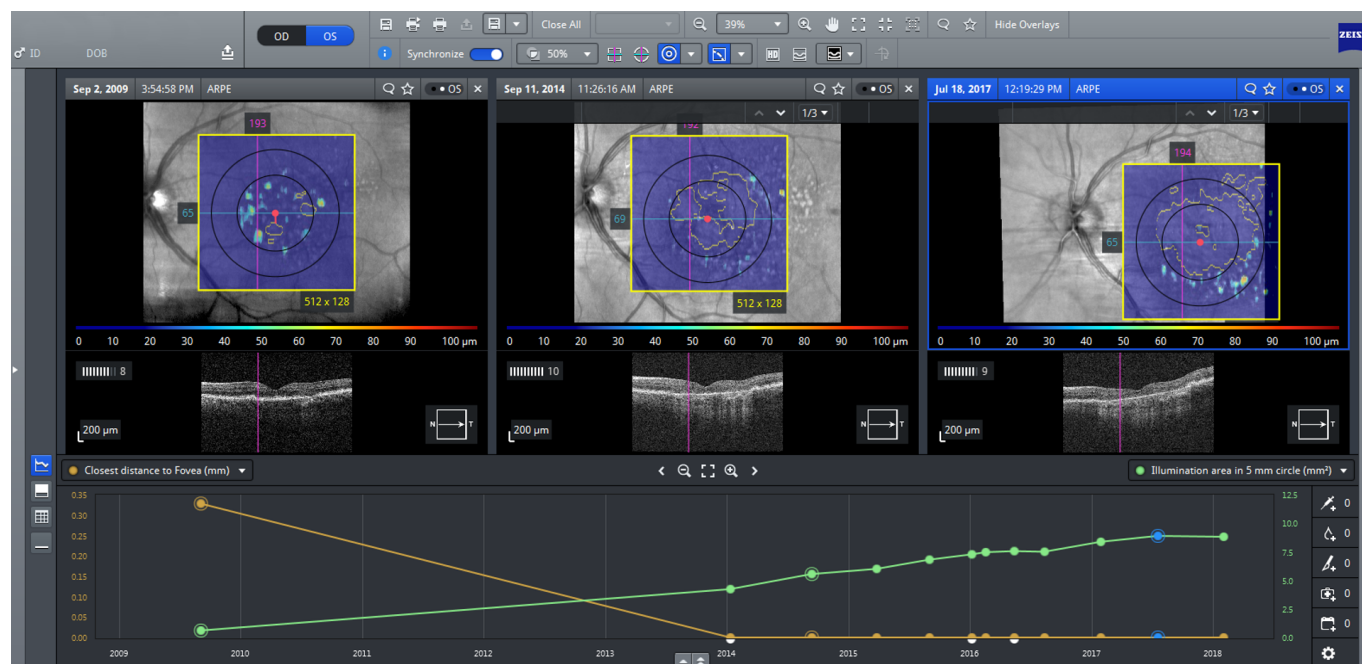 OD OS
Close All
39%
Hide Overlays
ZEISS
ID
DOB
Synchronize
50%
HD
Sep 2, 2009 3:54:58 PM ARPE OS
193
65
512 x 128
0 10 20 30 40 50 60 70 80 90 100 µm
8
200 µm
N T
Sep 11, 2014 11:26:16 AM ARPE OS
1/3
192
69
512 x 128
0 10 20 30 40 50 60 70 80 90 100 µm
10
200 µm
N T
Jul 18, 2017 12:19:29 PM ARPE OS
1/3
194
65
0 10 20 30 40 50 60 70 80 90 100 µm
9
200 µm
N T
Closest distance to Fovea (mm)
Illumination area in 5 mm circle (mm²)
0.35
0.30
0.25
0.20
0.15
0.10
0.05
0.00
12.5
10.0
7.5
5.0
2.5
0.0
2009 2010 2011 2012 2013 2014 2015 2016 2017 2018
0
0
0
0
0